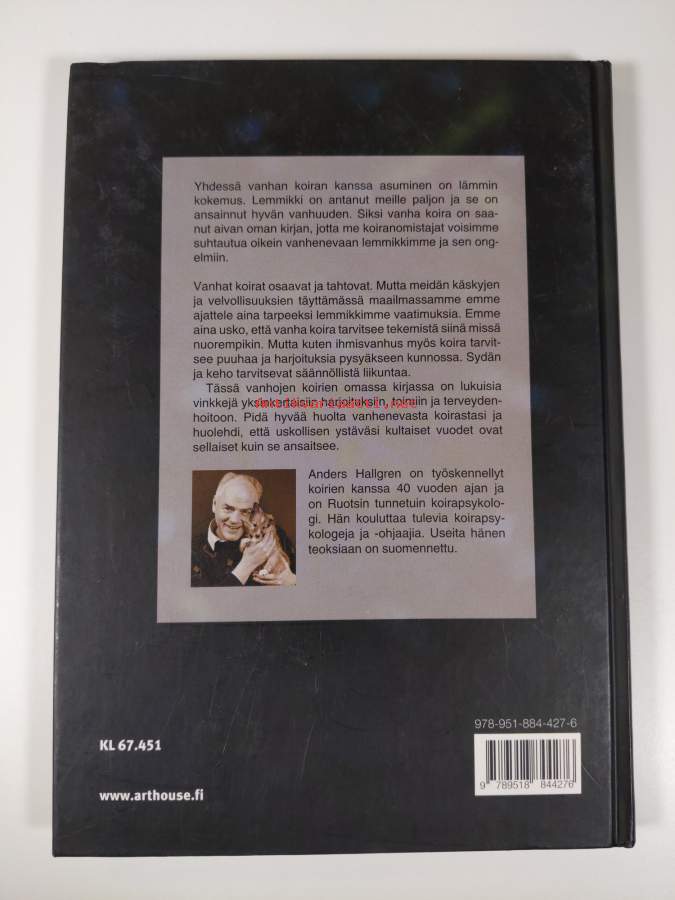 Yhdessä vanhan koiran kanssa asuminen on lämmin
kokemus. Lemmikki on antanut meille paljon ja se on
ansainnut hyvän vanhuuden. Siksi vanha koira on saa-
nut aivan oman kirjan, jotta me koiranomistajat voisimme
suhtautua oikein vanhenevaan lemmikkimme ja sen ong-
elmiin.
Vanhat koirat osaavat ja tahtovat. Mutta meidän käskyjen
ja velvollisuuksien täyttämässä maailmassamme emme
ajattele aina tarpeeksi lemmikkimme vaatimuksia. Emme
aina usko, että vanha koira tarvitsee tekemistä siinä missä
nuorempikin. Mutta kuten ihmisvanhus myös koira tarvit-
see puuhaa ja harjoituksia pysyäkseen kunnossa. Sydän
ja keho tarvitsevat säännöllistä liikuntaa.
Tässä vanhojen koirien omassa kirjassa on lukuisia
vinkkejä yksinkertaisiin harjoituksiin, toimiin ja terveyden-
hoitoon. Pidä hyvää huolta vanhenevasta koirastasi ja
huolehdi, että uskollisen ystäväsi kultaiset vuodet ovat
sellaiset kuin se ansaitsee.
Anders Hallgren on työskennellyt
koirien kanssa 40 vuoden ajan ja
on Ruotsin tunnetuin koirapsykolo-
gi. Hän kouluttaa tulevia koirapsy-
kologeja ja -ohjaajia. Useita hänen
teoksiaan on suomennettu.
978-951-884-427-6
KL 67.451
9 789518 844276
www.arthouse.fi